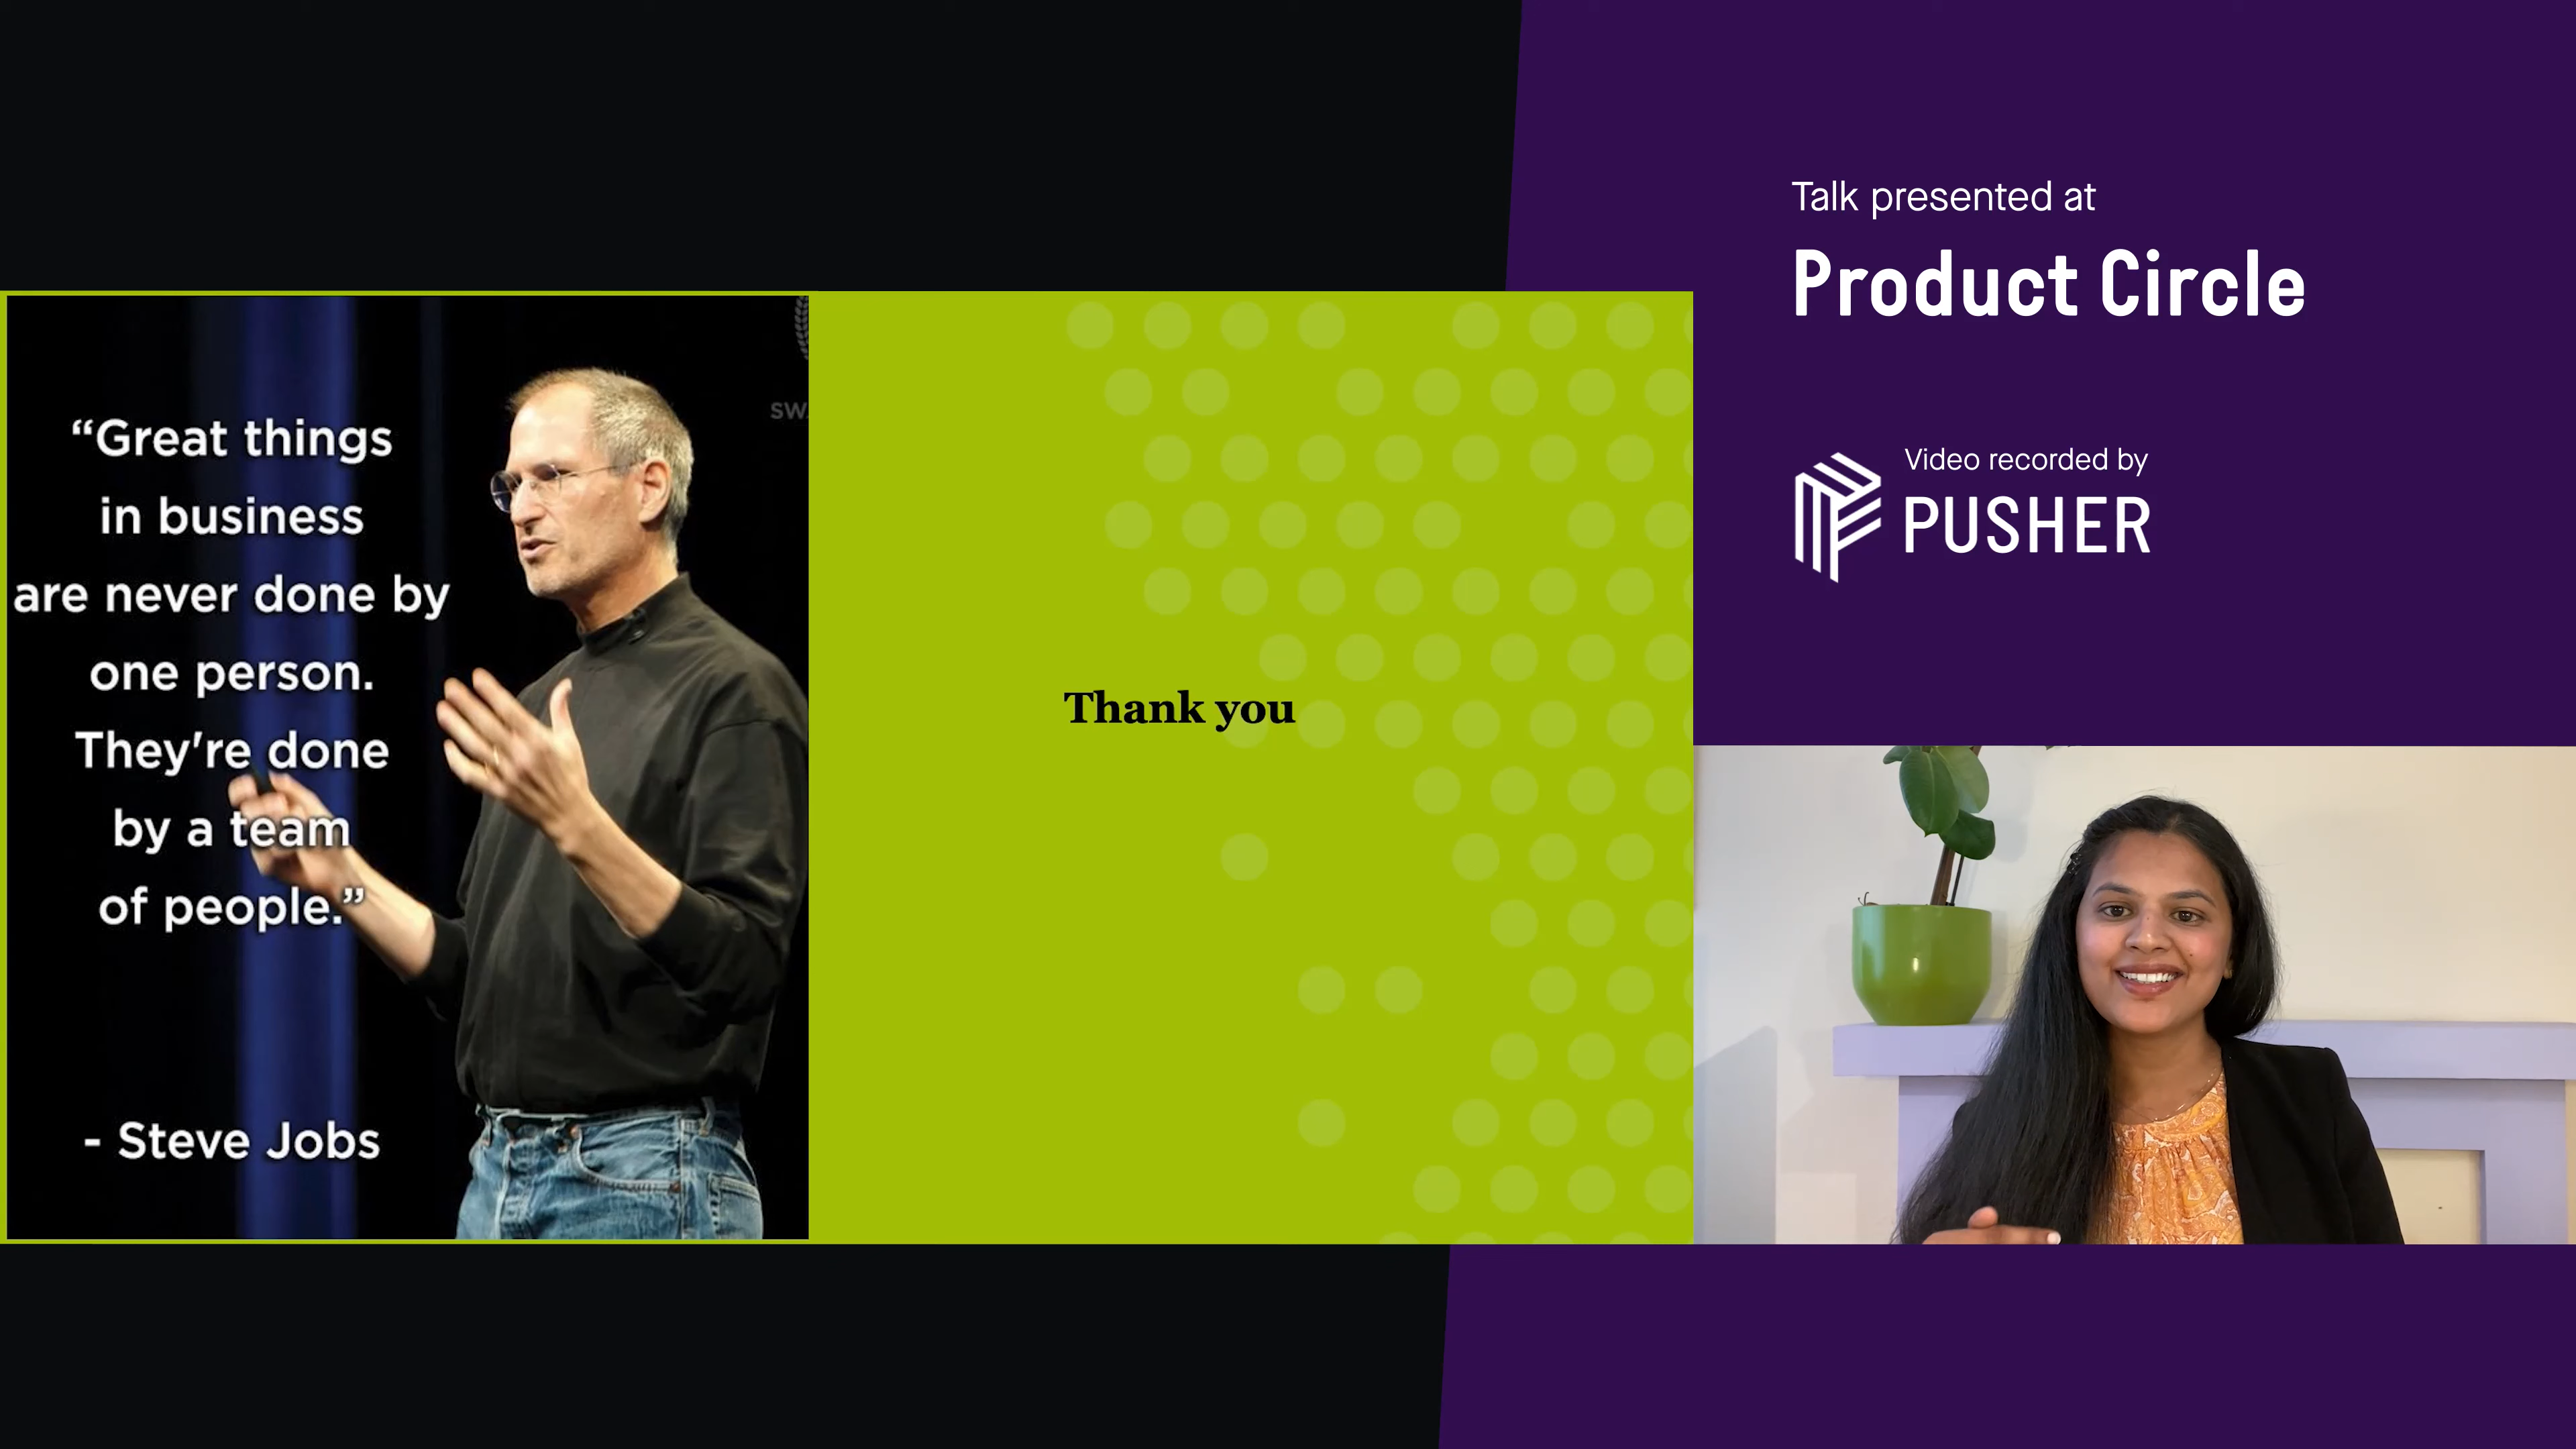 “Great things
in business
are never done by
one person.
They're done
by a team
of people.”
- Steve Jobs
Thank you
Talk presented at
Product Circle
Video recorded by
PUSHER